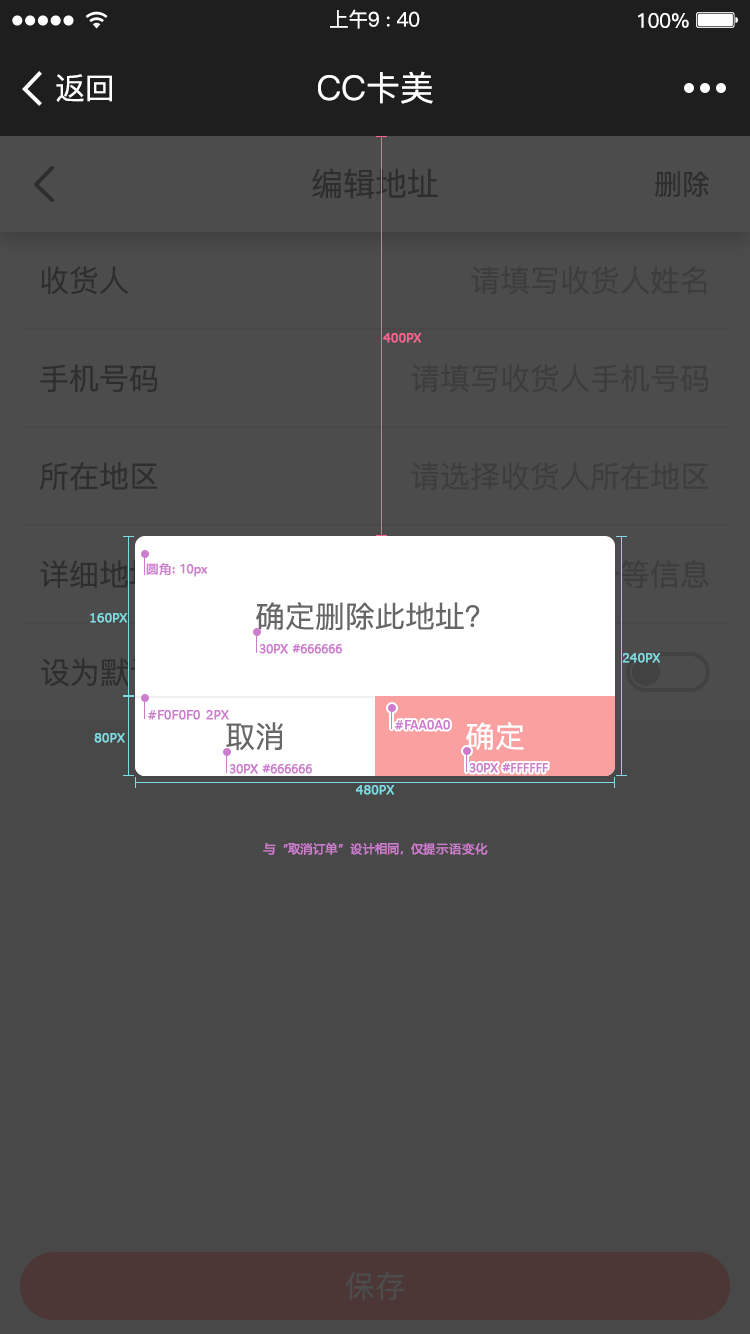 上午9 : 40
100%
返回
CC卡美
编辑地址
删除
收货人
请填写收货人姓名
400PX
手机号码
请填写收货人手机号码
所在地区
请选择收货人所在地区
详细地
等信息
圆角: 10px
160PX
确定删除此地址?
30PX #666666
240PX
设为默
#F0F0F0 2PX
#FAA0A0
80PX
取消
确定
30PX #666666
30PX #FFFFFF
480PX
与“取消订单”设计相同，仅提示语变化
保存